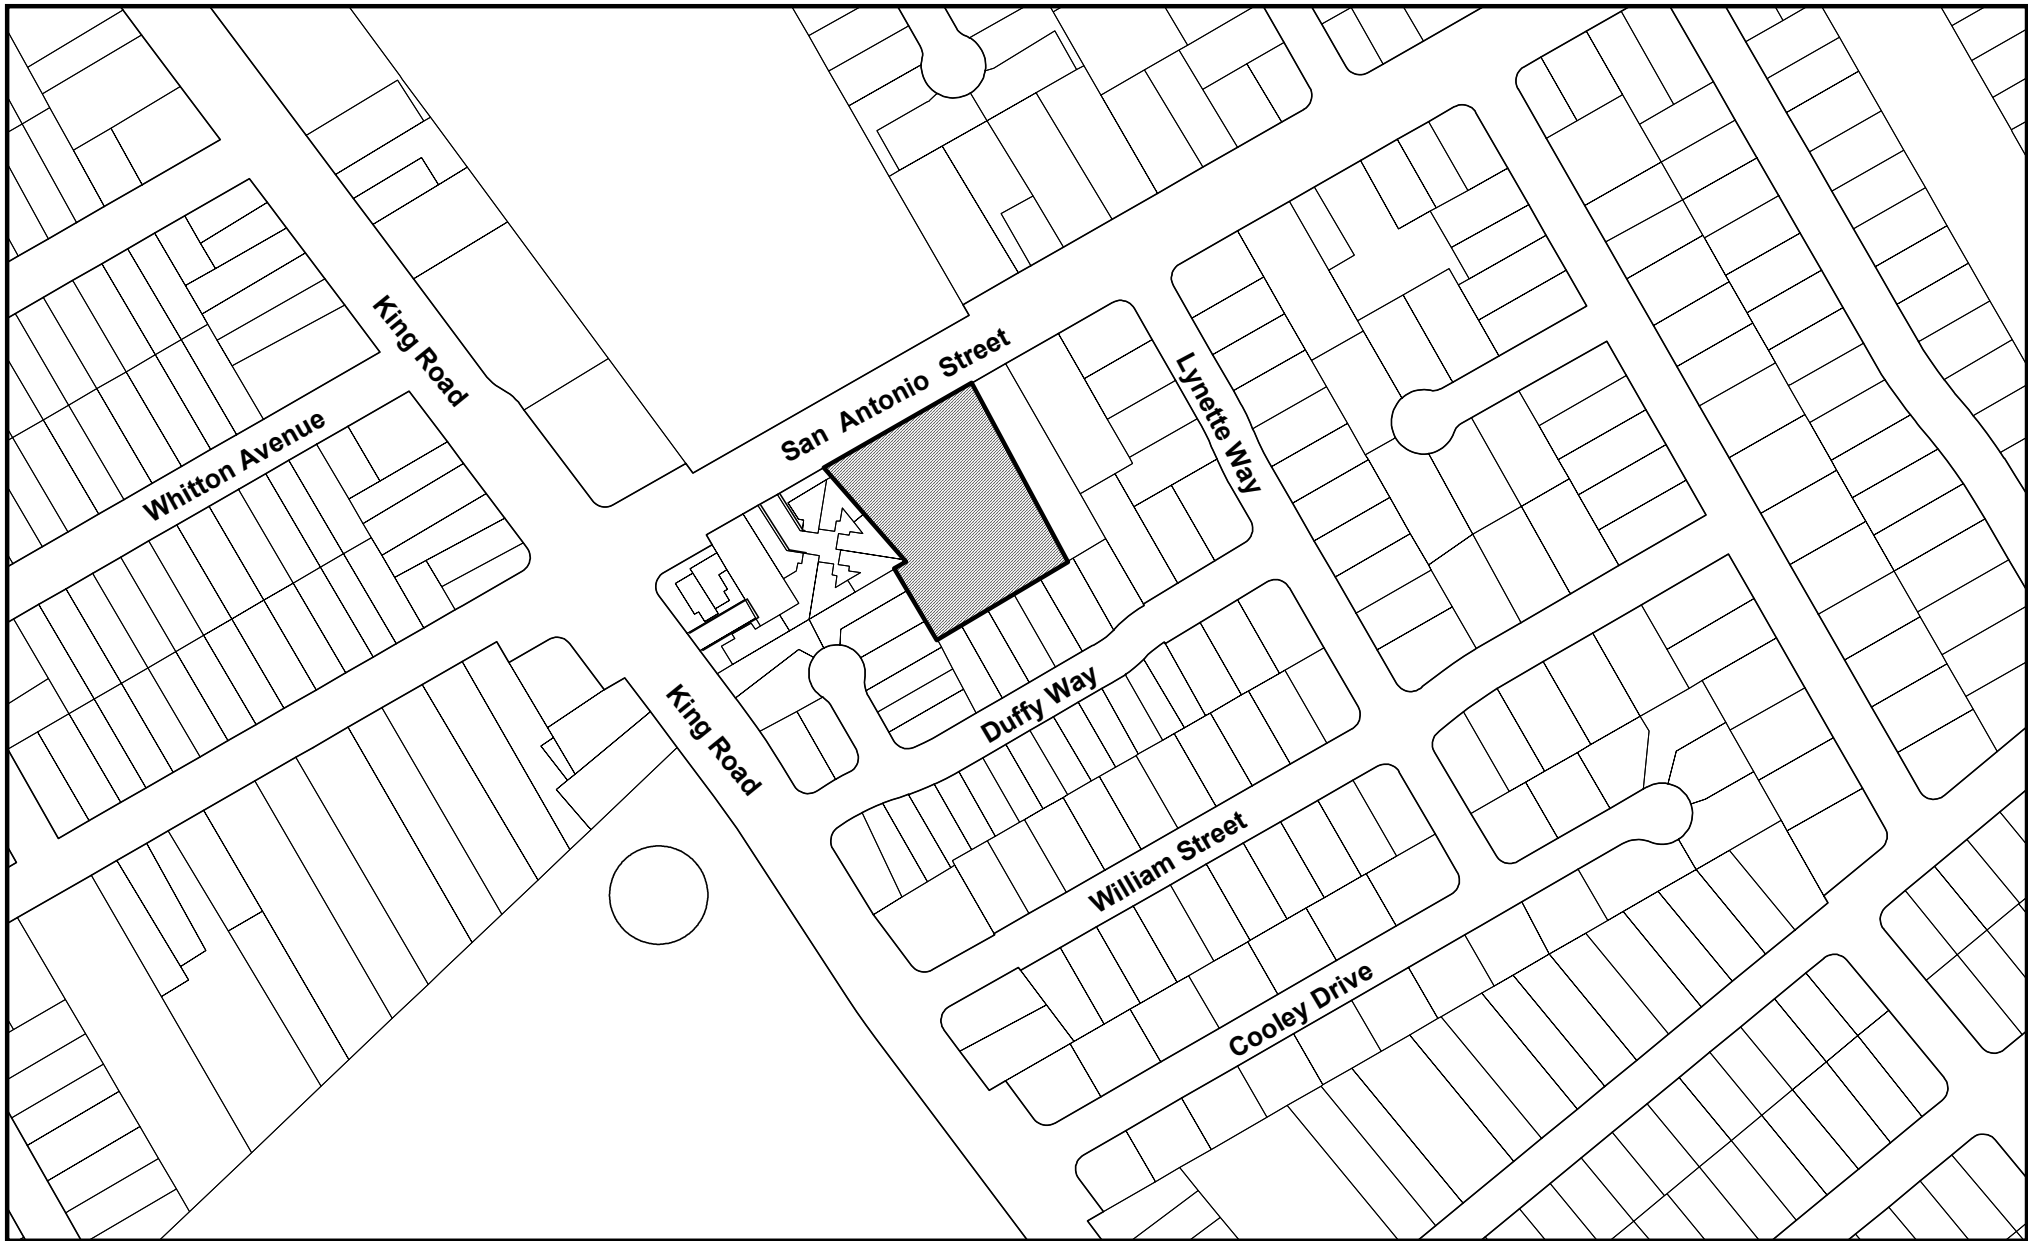 King Road
San Antonio Street
Lynette Way
Whitton Avenue
King Road
Duffy Way
William Street
Cooley Drive